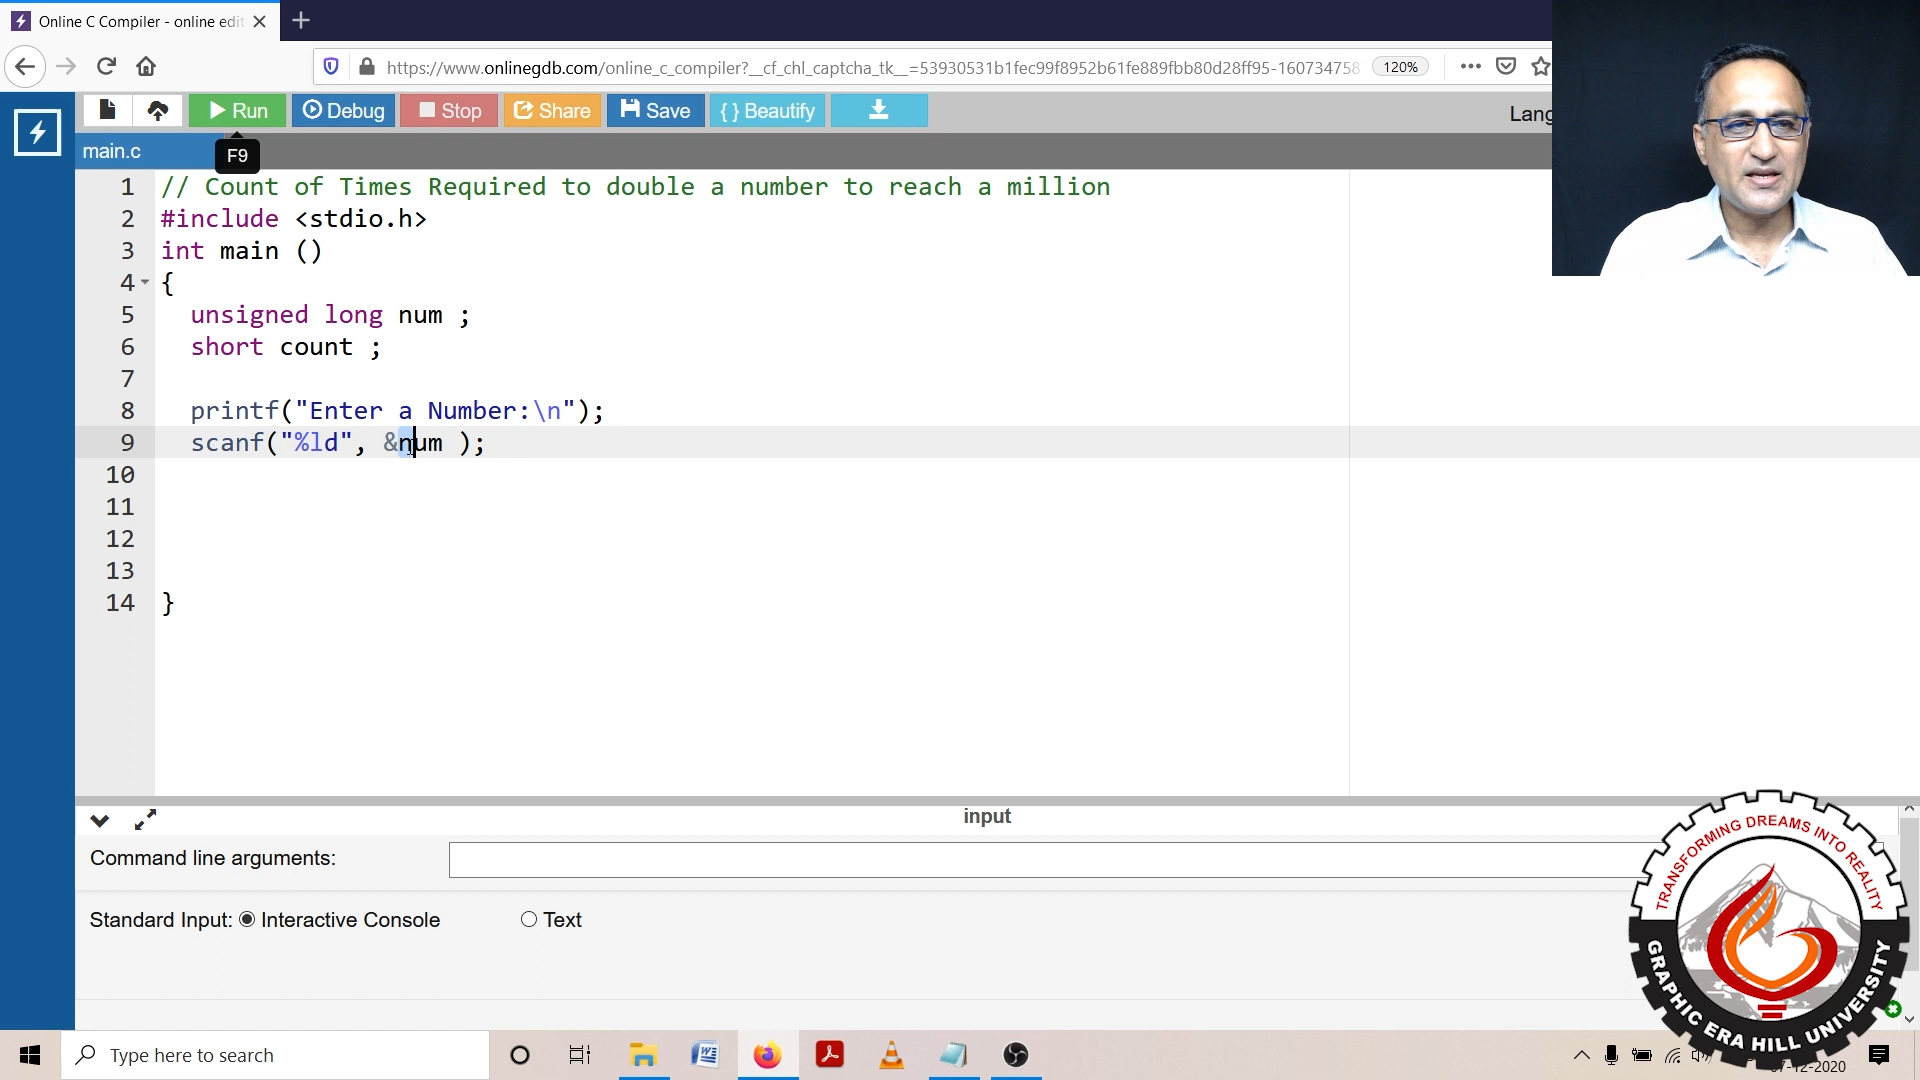 Online C Compiler - online edit
https://www.onlinegdb.com/online_c_compiler?__cf_chl_captcha_tk__=53930531b1fec99f8952b61fe889fbb80d28ff95-160734758
120%
Run
Debug
Stop
Share
Save
{ } Beautify
Lang
main.c
F9
1 // Count of Times Required to double a number to reach a million
2 #include <stdio.h>
3 int main ()
4 {
5 unsigned long num ;
6 short count ;
7
8 printf("Enter a Number:\n");
9 scanf("%ld", &num );
10
11
12
13
14 }
input
Command line arguments:
Standard Input: Interactive Console Text
TRANSFORMING DREAMS INTO REALITY
GRAPHIC ERA HILL UNIVERSITY
Type here to search